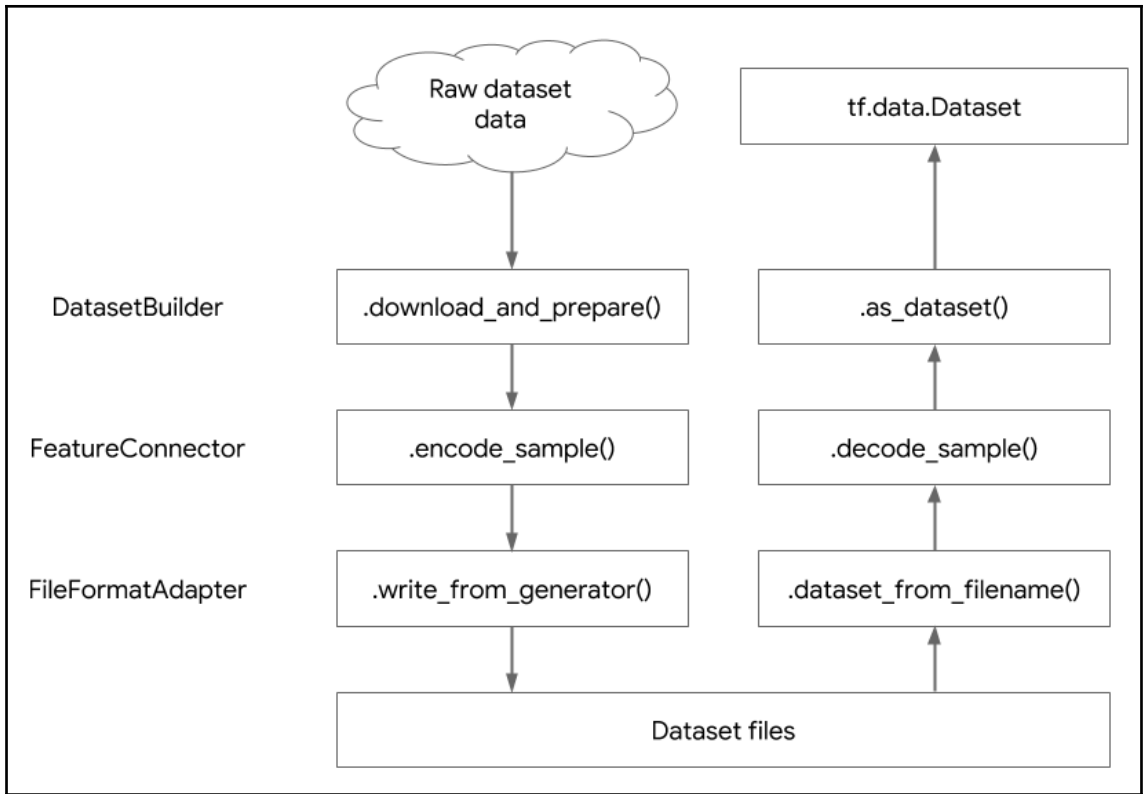 Raw dataset
data
tf.data.Dataset
DatasetBuilder
.download_and_prepare()
.as_dataset()
FeatureConnector
.encode_sample()
.decode_sample()
FileFormatAdapter
.write_from_generator()
.dataset_from_filename()
Dataset files